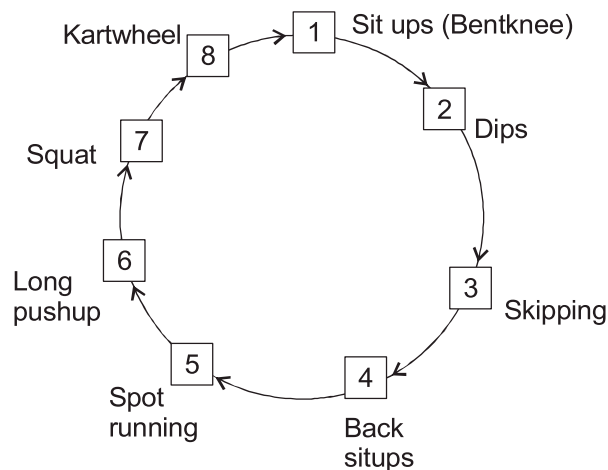 1
Sit ups (Bentknee)
2
Dips
3
Skipping
4
Back
situps
5
Spot
running
6
Long
pushup
7
Squat
8
Kartwheel